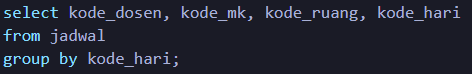 select kode_dosen, kode_mk, kode_ruang, kode_hari
from jadwal
group by kode_hari;